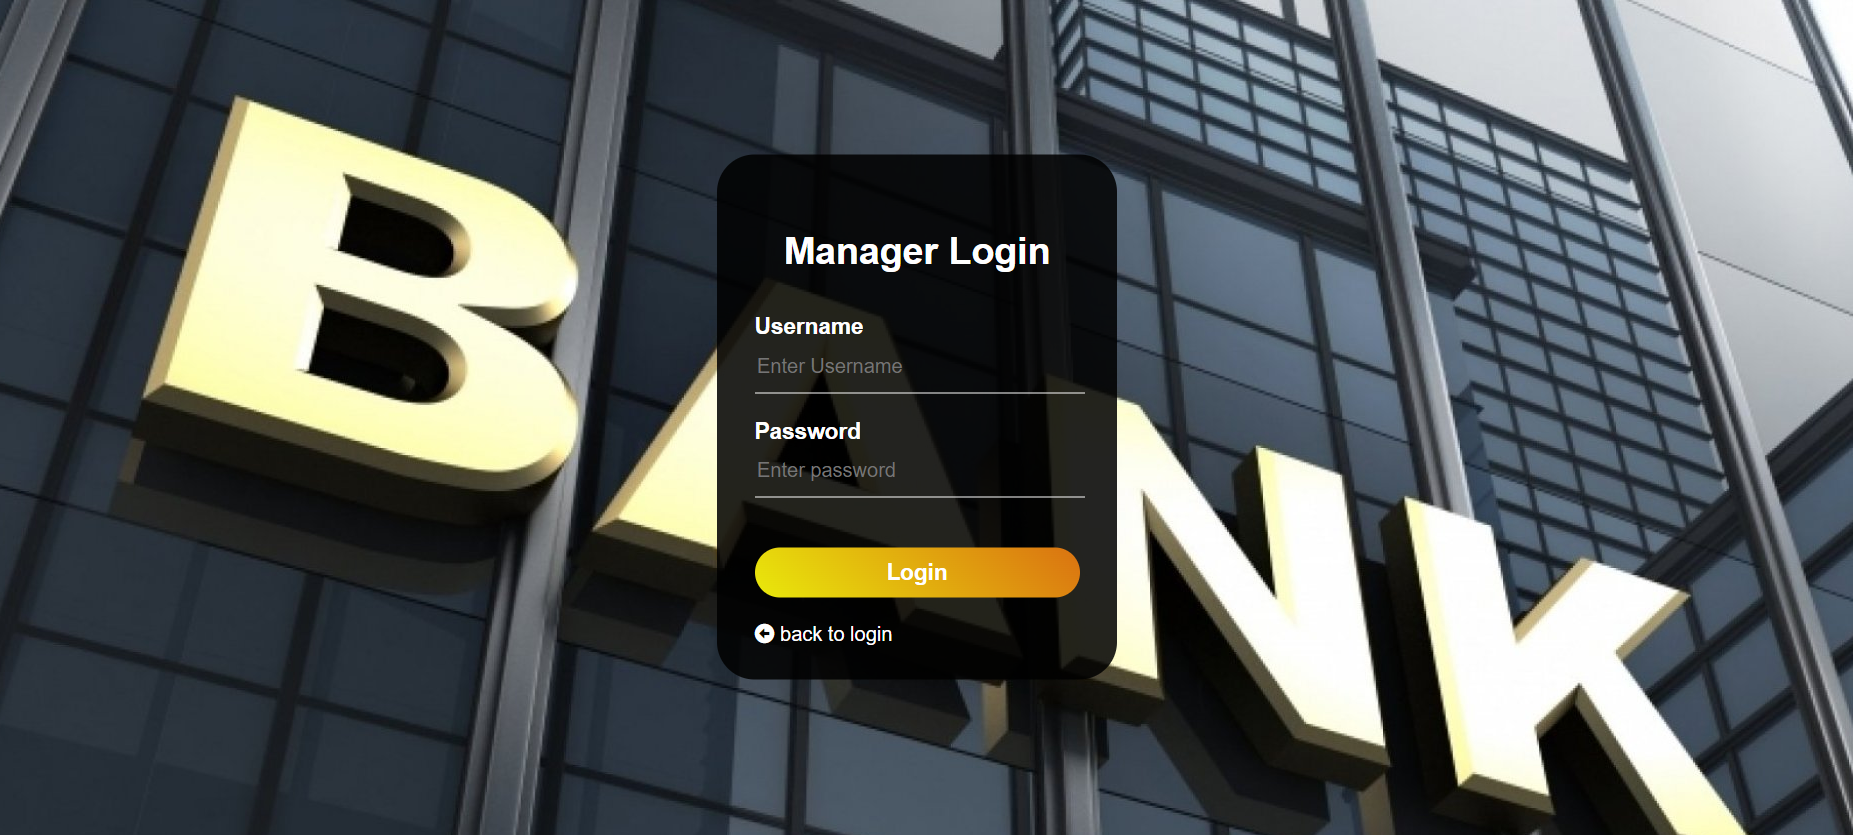 BANK
Manager Login
Username
Enter Username
Password
Enter password
Login
back to login